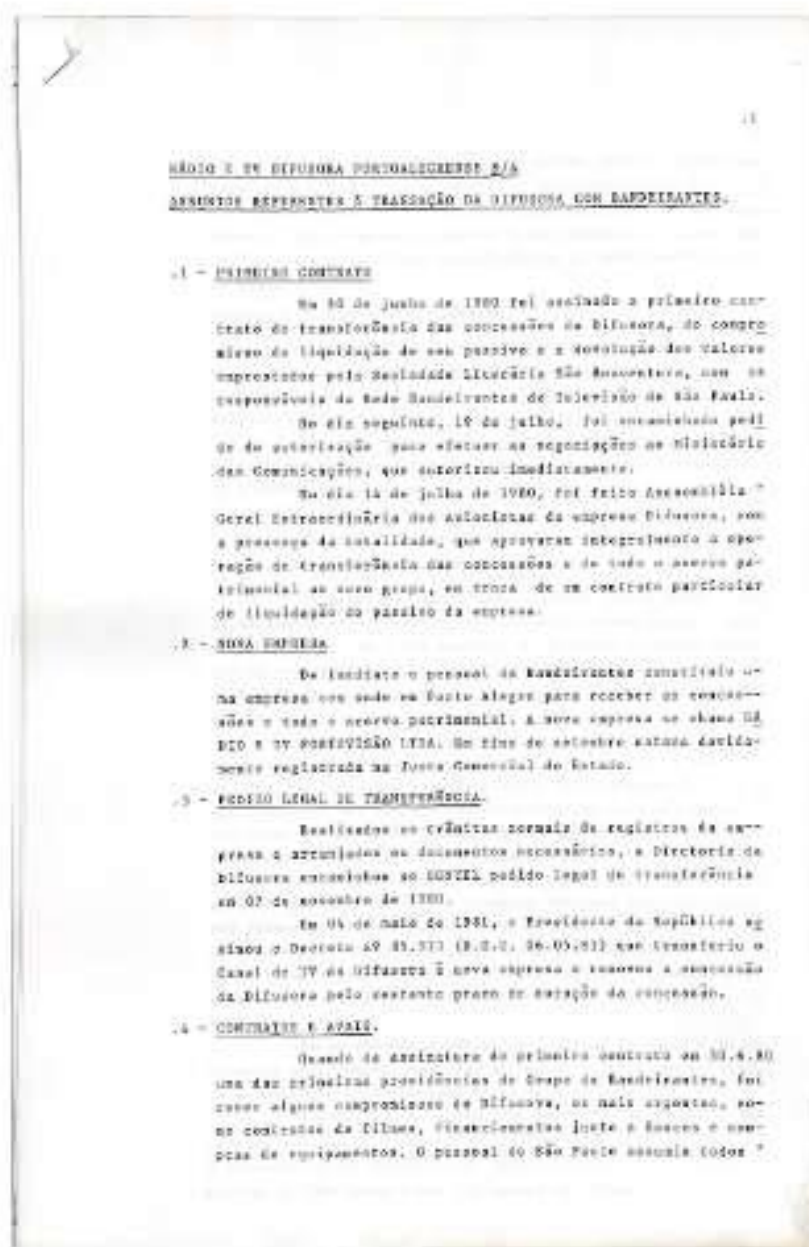 .1
RÁDIO E TV DIFUSORA PORTOALEGRENSE S/A
ASSUNTOS REFERENTES À TRANSAÇÃO DA DIFUSORA COM BANDEIRANTES.
.1 - PRIMEIRO CONTRATO
Em 30 de junho de 1980 foi assinado o primeiro con-
trato de transferência das concessões da Difusora, do compro
misso de liquidação de seu passivo e a devolução dos valores
emprestados pela Sociedade Literária São Boaventura, com os
responsáveis da Rede Bandeirantes de Televisão de São Paulo.
No dia seguinte, 1º de julho, foi encaminhado pedi
do de autorização para efetuar as negociações ao Ministério
das Comunicações, que autorizou imediatamente.
No dia 14 de julho de 1980, foi feito Assembléia "
Geral Extraordinária dos Acionistas da empresa Difusora, com
a presença da totalidade, que aprovaram integralmente a ope-
ração de transferência das concessões e de todo o acervo pa-
trimonial ao novo grupo, em troca de um contrato particular
de liquidação do passivo da empresa.
.2 - NOVA EMPRESA
De imediato o pessoal da Bandeirantes constituiu u-
ma empresa com sede em Porto Alegre para receber as conces--
sões e todo o acervo patrimonial. A nova empresa se chama RÁ
DIO E TV PORTOVISÃO LTDA. Em fins de setembro estava devida-
mente registrada na Junta Comercial do Estado.
.3 - PEDIDO LEGAL DE TRANSFERÊNCIA.
Realizados os trâmites normais de registros da em--
presa e arranjados os documentos necessários, a Diretoria da
Difusora encaminhou ao DENTEL pedido legal de transferência
em 07 de novembro de 1980.
Em 04 de maio de 1981, o Presidente da República as
sinou o Decreto nº (D.O.U. 06.05.81) que transferiu o
Canal de TV da Difusora à nova empresa e renovou a concessão
da Difusora pelo restante prazo de duração da concessão.
.4 - CONTRATOS E AVAIS.
Quando da assinatura do primeiro contrato em 30.6.80
uma das primeiras providências do Grupo da Bandeirantes, foi
alguns compromissos da Difusora, os mais urgentes, co-
mo contratos de filmes, financiamentos junto a Bancos e com-
pras de equipamentos. O pessoal de São Paulo assumiu todos "